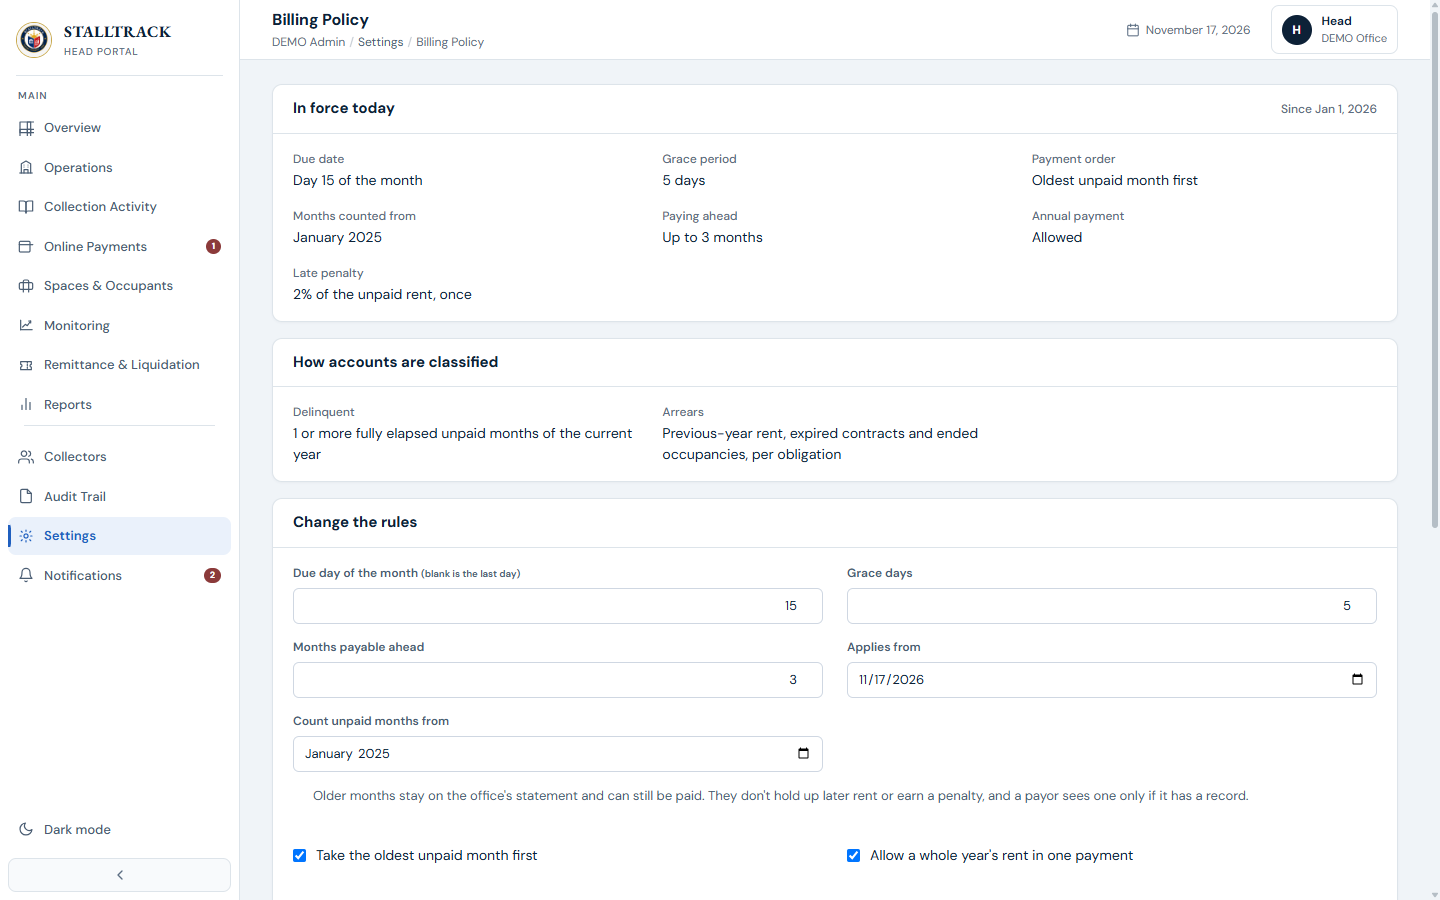 STALLTRACK
HEAD PORTAL
MAIN
Overview
Operations
Collection Activity
Online Payments 1
Spaces & Occupants
Monitoring
Remittance & Liquidation
Reports
Collectors
Audit Trail
Settings
Notifications 2
Dark mode
Billing Policy
DEMO Admin / Settings / Billing Policy
November 17, 2026
H
Head
DEMO Office
In force today
Since Jan 1, 2026
Due date
Day 15 of the month
Grace period
5 days
Payment order
Oldest unpaid month first
Months counted from
January 2025
Paying ahead
Up to 3 months
Annual payment
Allowed
Late penalty
2% of the unpaid rent, once
How accounts are classified
Delinquent
1 or more fully elapsed unpaid months of the current
year
Arrears
Previous-year rent, expired contracts and ended
occupancies, per obligation
Change the rules
Due day of the month (blank is the last day)
15
Grace days
5
Months payable ahead
3
Applies from
11/17/2026
Count unpaid months from
January 2025
Older months stay on the office's statement and can still be paid. They don't hold up later rent or earn a penalty, and a payor sees one only if it has a record.
Take the oldest unpaid month first
Allow a whole year's rent in one payment